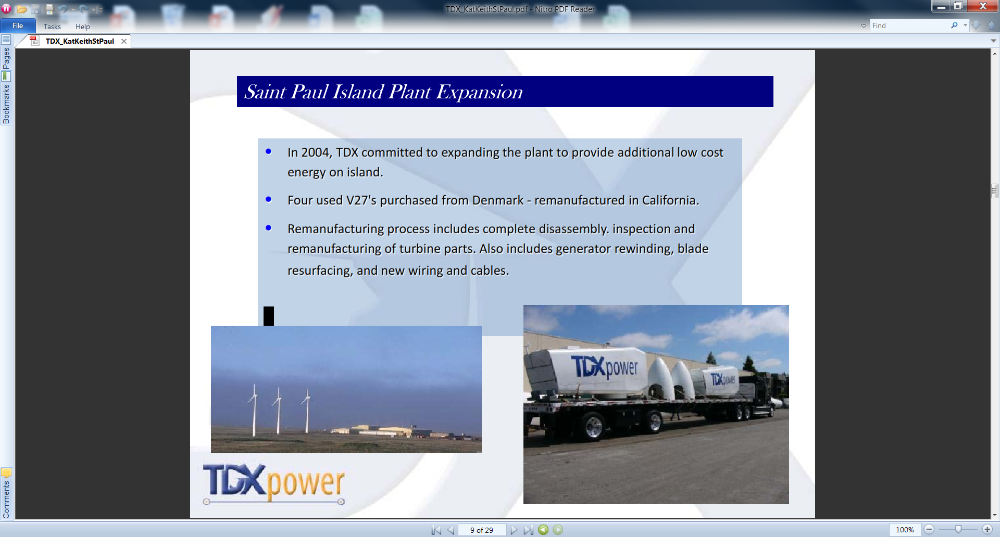 TDX_KatKeithStPaul.pdf - Nitro PDF Reader
File Tasks Help
Find
TDX_KatKeithStPaul
Pages
Bookmarks
Comments
Saint Paul Island Plant Expansion
In 2004, TDX committed to expanding the plant to provide additional low cost
energy on island.
Four used V27's purchased from Denmark - remanufactured in California.
Remanufacturing process includes complete disassembly. inspection and
remanufacturing of turbine parts. Also includes generator rewinding, blade
resurfacing, and new wiring and cables.
TDXpower
TDXpower
TDXpower
9 of 29
100%